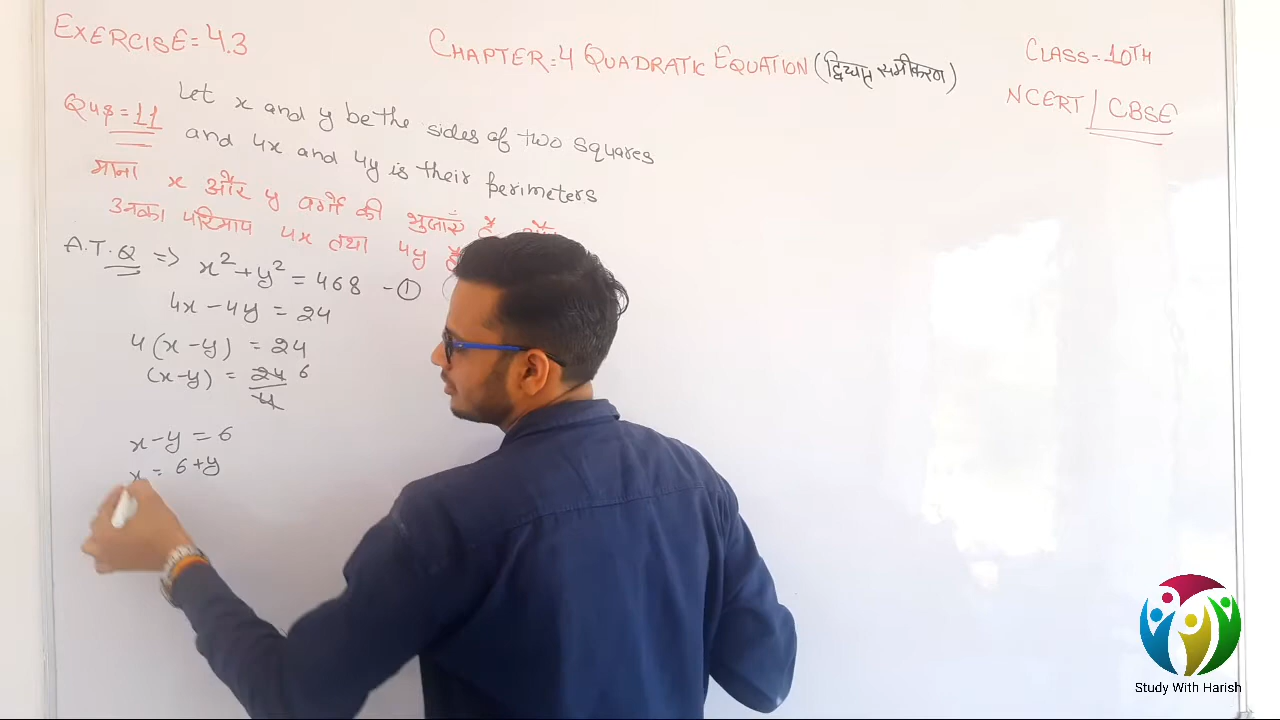 EXERCISE=4.3
CHAPTER=4 QUADRATIC EQUATION (द्विघात समीकरण)
CLASS=10TH
NCERT/CBSE
QUS=11
Let x and y be the sides of two squares
and 4x and 4y is their perimeters
माना x और y वर्गों की भुजाएँ है और
उनका परिमाप 4x तथा 4y है
A.T.Q => x²+y² = 468 -①
4x-4y = 24
4(x-y) = 24
(x-y) = 24 6
4
x-y = 6
x = 6+y
Study With Harish